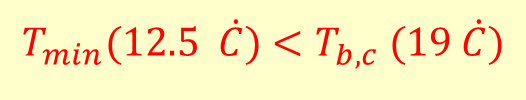 T_min(12.5 Ċ) < T_b,c (19 Ċ)